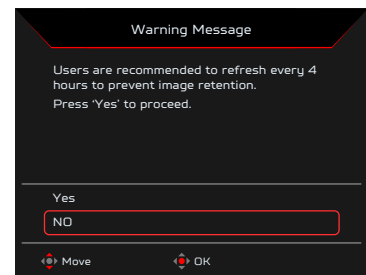 Warning Message
Users are recommended to refresh every 4
hours to prevent image retention.
Press ‘Yes’ to proceed.
Yes
NO
Move OK